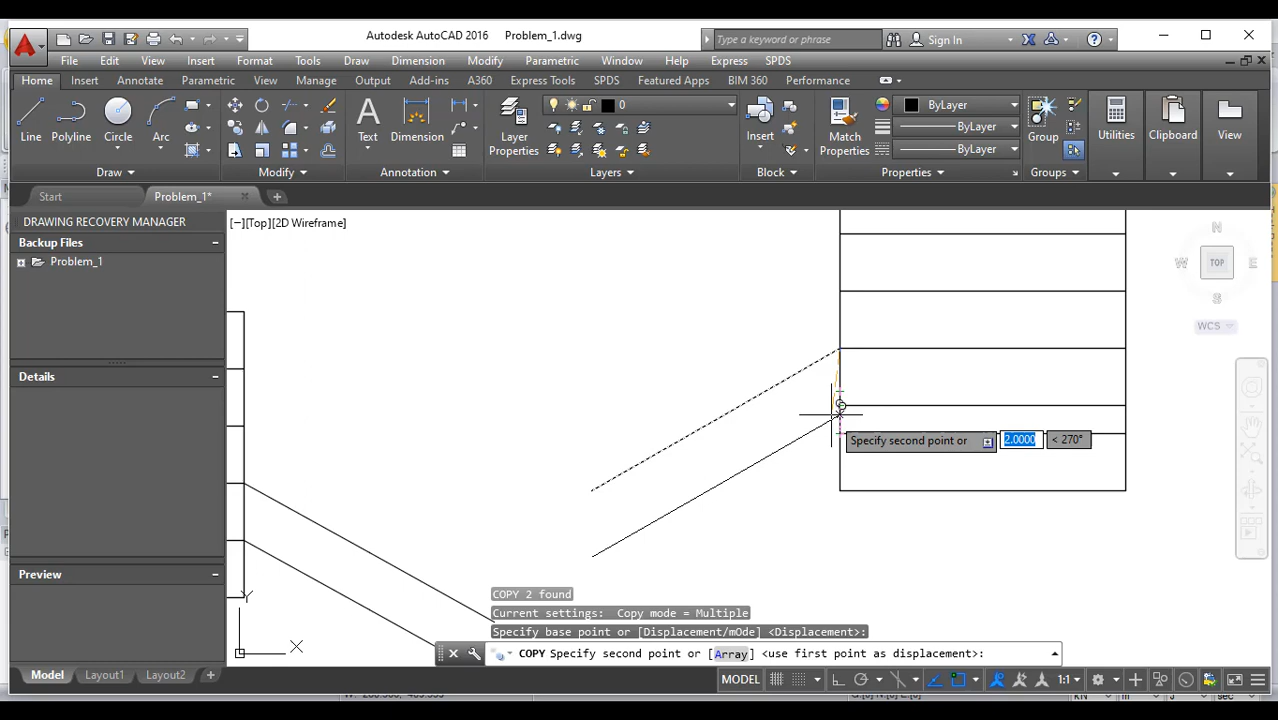 Autodesk AutoCAD 2016 Problem_1.dwg
Type a keyword or phrase
Sign In
File Edit View Insert Format Tools Draw Dimension Modify Parametric Window Help Express SPDS
Home Insert Annotate Parametric View Manage Output Add-ins A360 Express Tools SPDS Featured Apps BIM 360 Performance
0
ByLayer
ByLayer
ByLayer
Line Polyline Circle Arc Text Dimension Layer Properties Insert Match Properties Group Utilities Clipboard View
Draw Modify Annotation Layers Block Properties Groups
Start Problem_1*
DRAWING RECOVERY MANAGER
Backup Files
Problem_1
Details
Preview
[−][Top][2D Wireframe]
N
W TOP E
S
WCS
Specify second point or 2.0000 < 270°
Y
X
COPY 2 found
Current settings: Copy mode = Multiple
Specify base point or [Displacement/mOde] <Displacement>:
COPY Specify second point or [Array] <use first point as displacement>:
Model Layout1 Layout2 +
MODEL 1:1